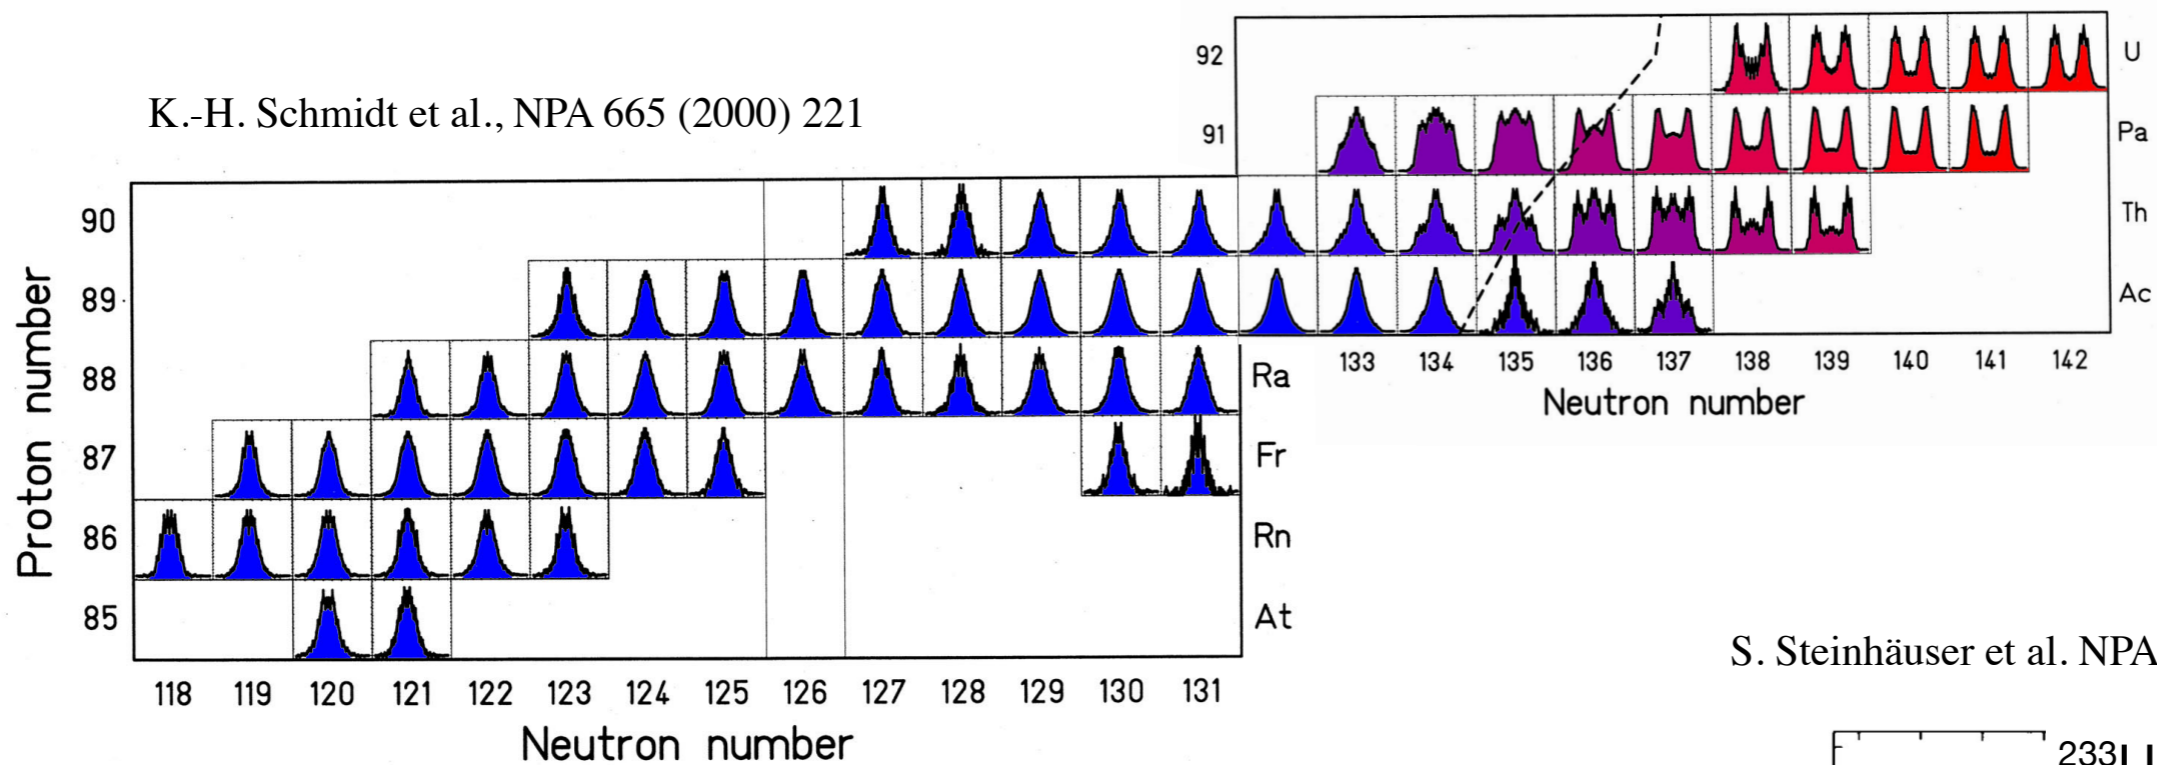 92
U
K.-H. Schmidt et al., NPA 665 (2000) 221
91
Pa
90
Th
89
Ac
88
Ra
133 134 135 136 137 138 139 140 141 142
Neutron number
87
Fr
86
Rn
85
At
Proton number
118 119 120 121 122 123 124 125 126 127 128 129 130 131
Neutron number
S. Steinhäuser et al. NPA